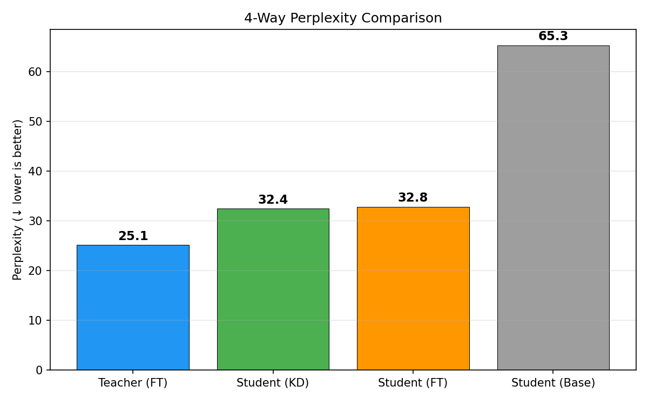 4-Way Perplexity Comparison
65.3
60
50
40
32.4
32.8
30
25.1
20
10
0
Perplexity (↓ lower is better)
Teacher (FT)
Student (KD)
Student (FT)
Student (Base)